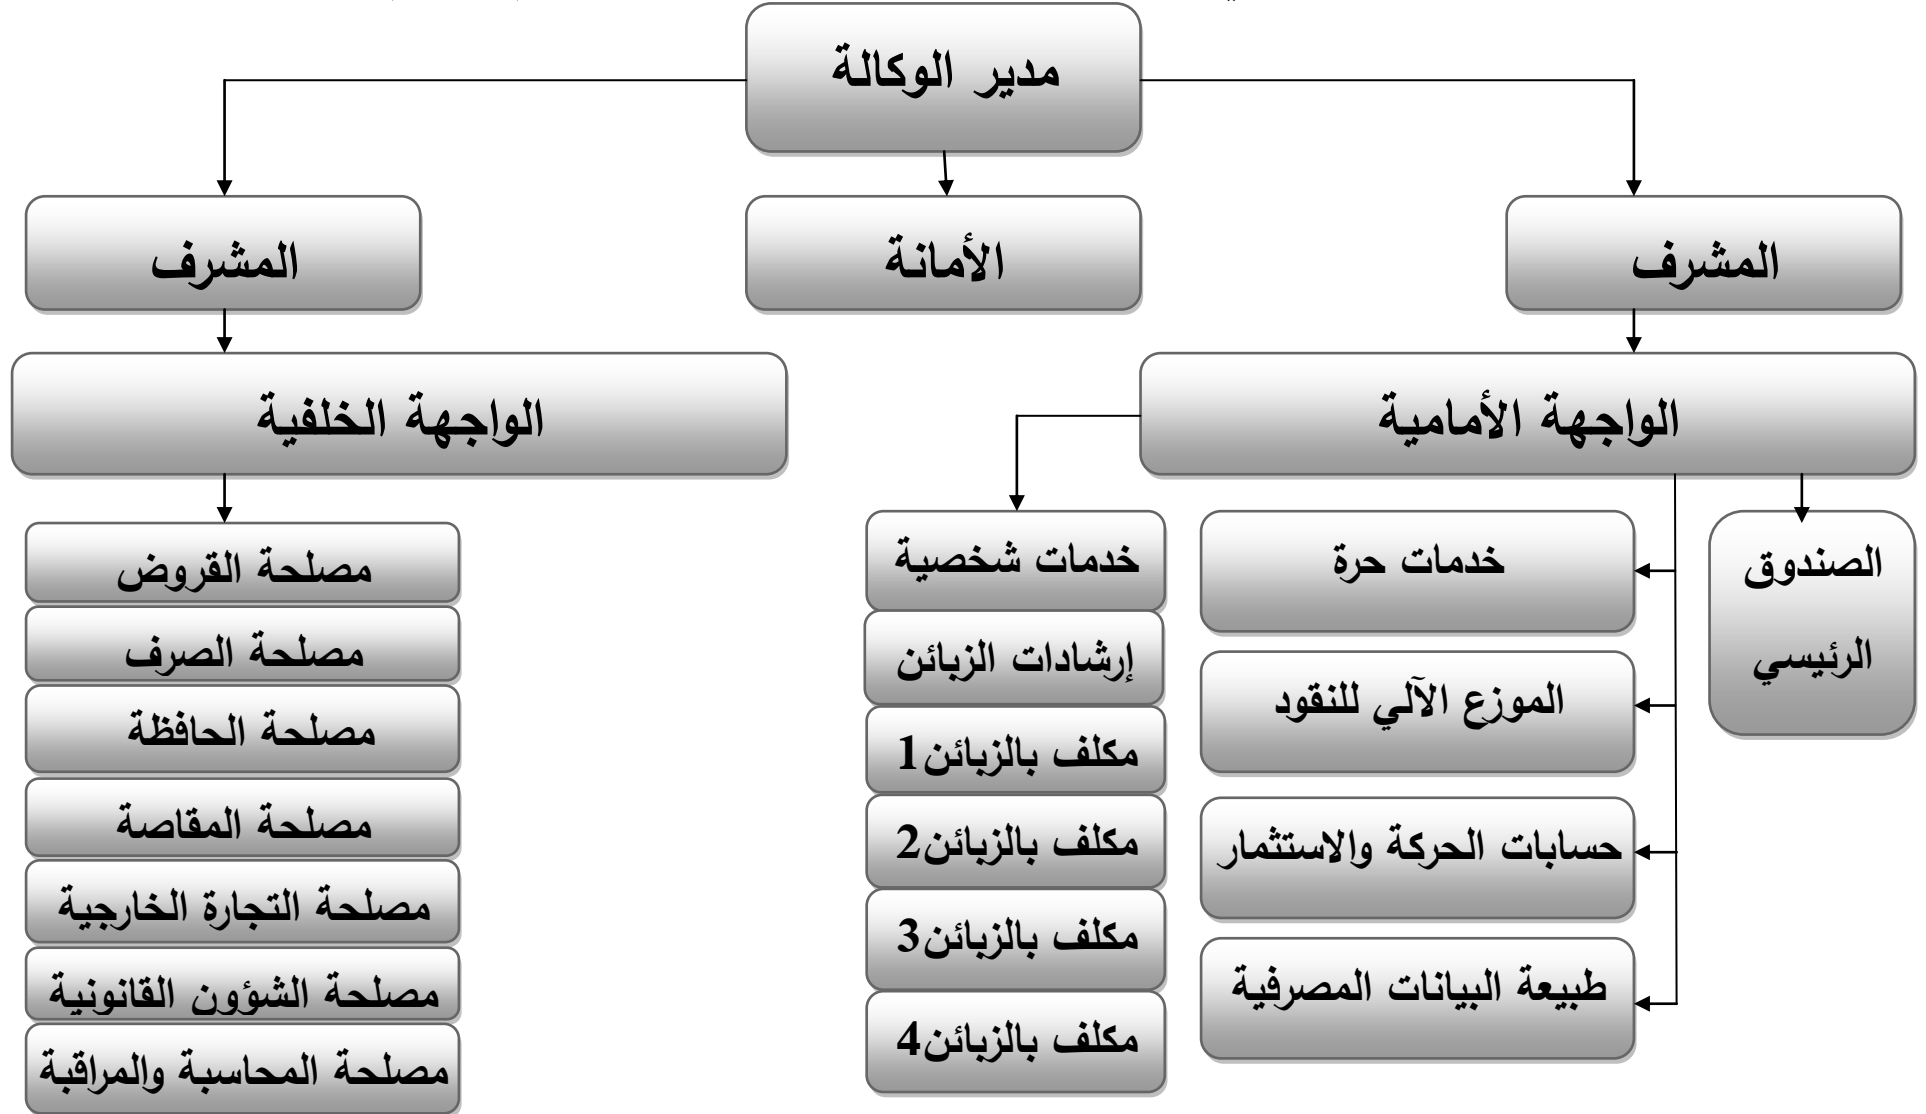 مدير الوكالة
المشرف
الأمانة
المشرف
الواجهة الأمامية
الواجهة الخلفية
الصندوق
الرئيسي
خدمات حرة
الموزع الآلي للنقود
حسابات الحركة والاستثمار
طبيعة البيانات المصرفية
خدمات شخصية
إرشادات الزبائن
مكلف بالزبائن1
مكلف بالزبائن2
مكلف بالزبائن3
مكلف بالزبائن4
مصلحة القروض
مصلحة الصرف
مصلحة الحافظة
مصلحة المقاصة
مصلحة التجارة الخارجية
مصلحة الشؤون القانونية
مصلحة المحاسبة والمراقبة